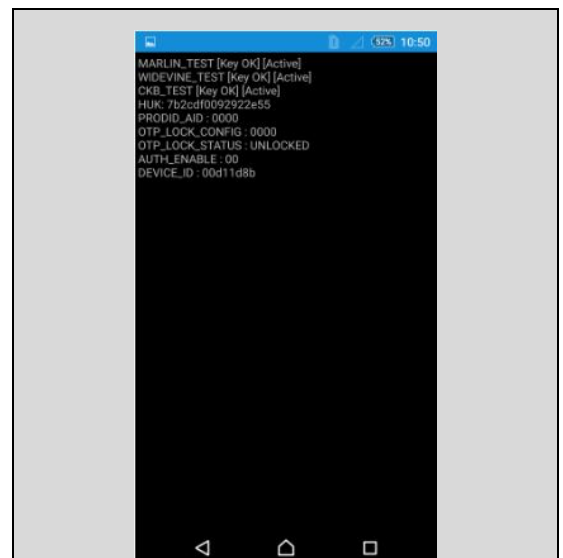 52% 10:50
MARLIN_TEST [Key OK] [Active]
WIDEVINE_TEST [Key OK] [Active]
CKB_TEST [Key OK] [Active]
HUK: 7b2cdf0092922e55
PRODID_AID : 0000
OTP_LOCK_CONFIG : 0000
OTP_LOCK_STATUS : UNLOCKED
AUTH_ENABLE : 00
DEVICE_ID : 00d11d8b